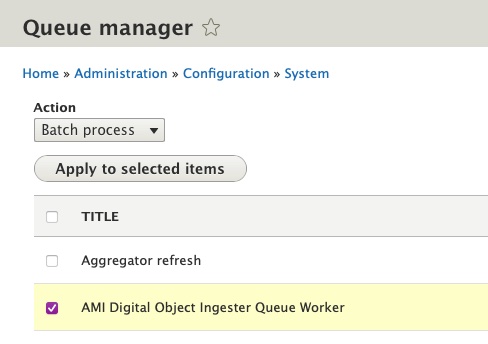 Queue manager
Home » Administration » Configuration » System
Action
Batch process
Apply to selected items
TITLE
Aggregator refresh
AMI Digital Object Ingester Queue Worker